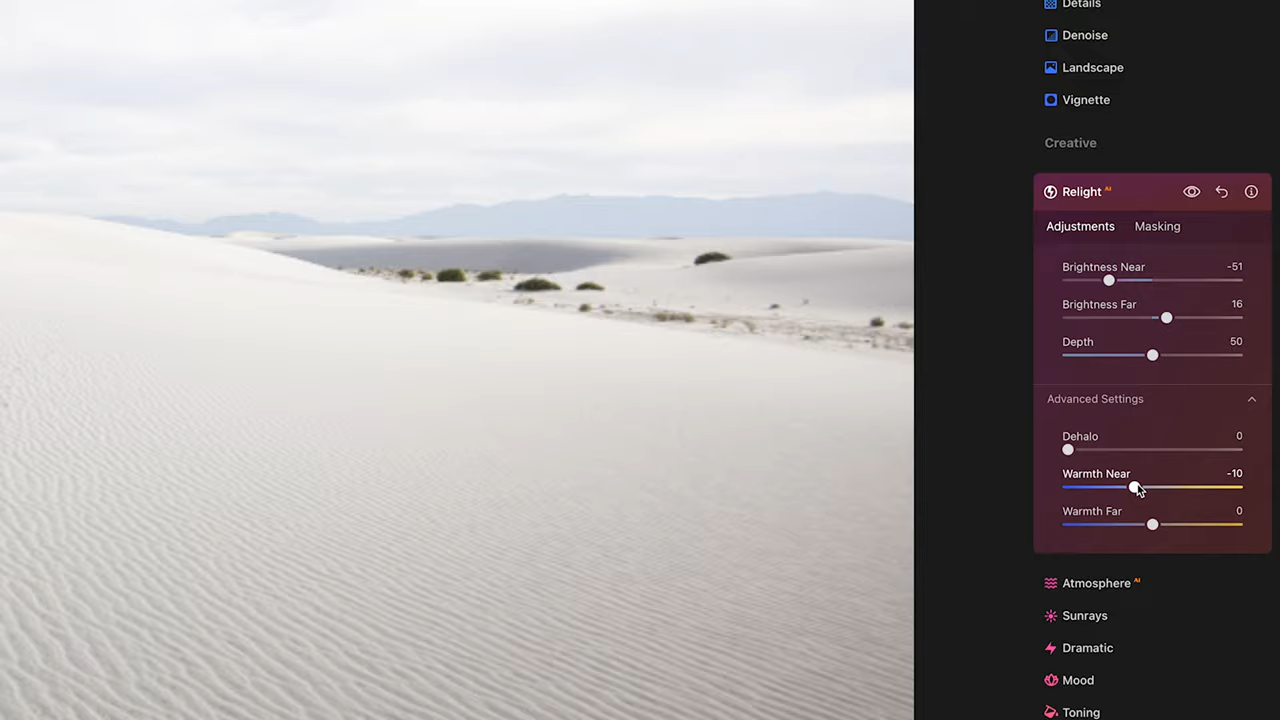 Details
Denoise
Landscape
Vignette
Creative
Relight AI
Adjustments Masking
Brightness Near -51
Brightness Far 16
Depth 50
Advanced Settings
Dehalo 0
Warmth Near -10
Warmth Far 0
Atmosphere AI
Sunrays
Dramatic
Mood
Toning